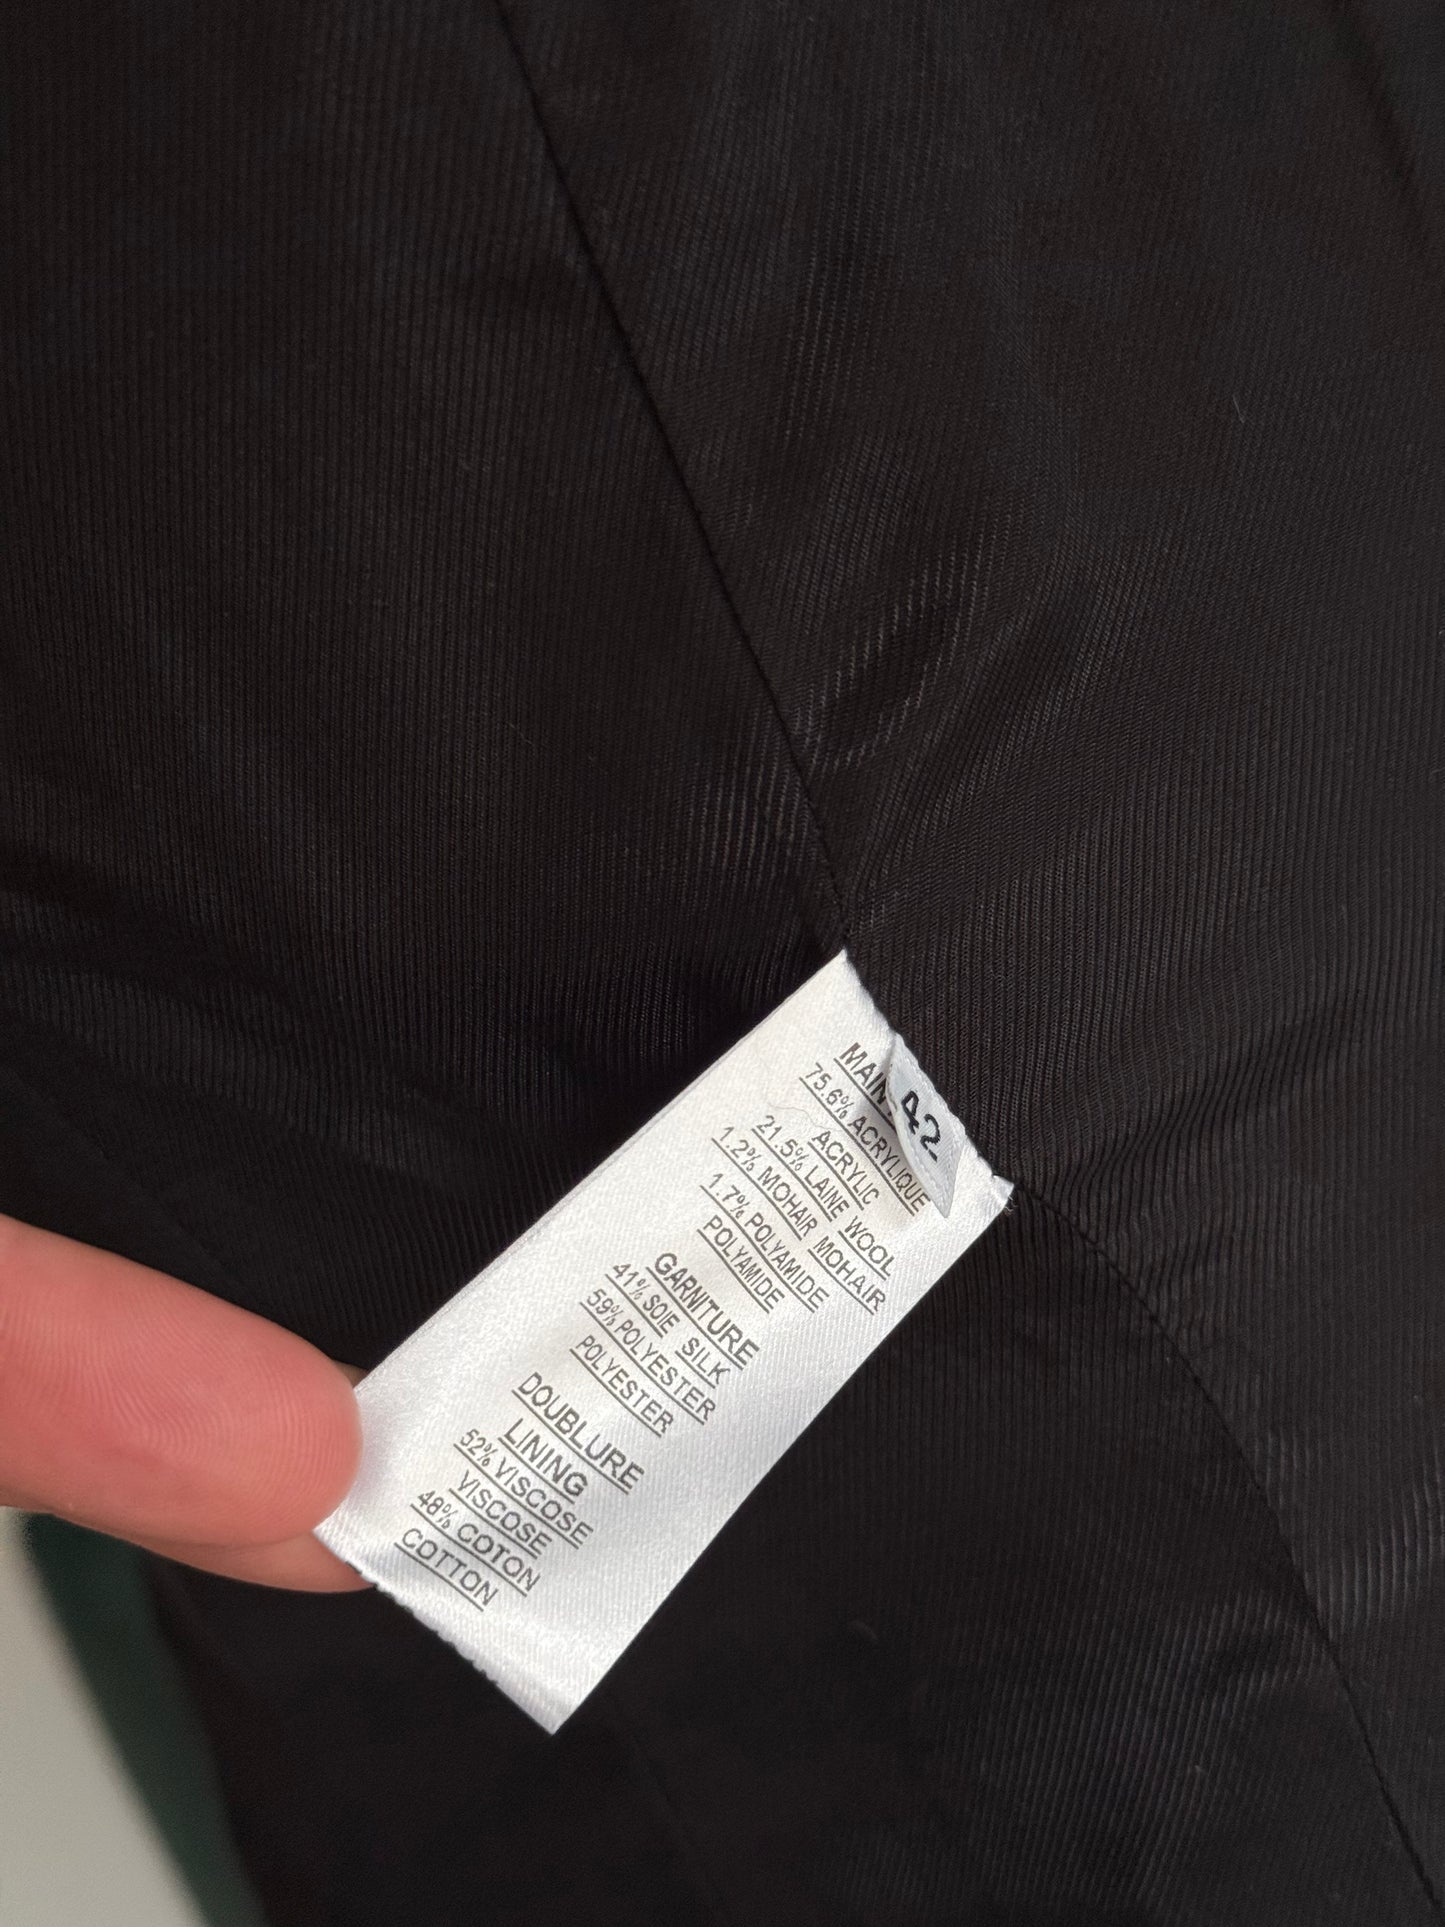 MAIN
42
75.6% ACRYLIQUE
ACRYLIC
21.5% LAINE WOOL
1.2% MOHAIR MOHAIR
1.7% POLYAMIDE
POLYAMIDE
GARNITURE
41% SOIE SILK
59% POLYESTER
POLYESTER
DOUBLURE
LINING
52% VISCOSE
VISCOSE
48% COTON
COTTON